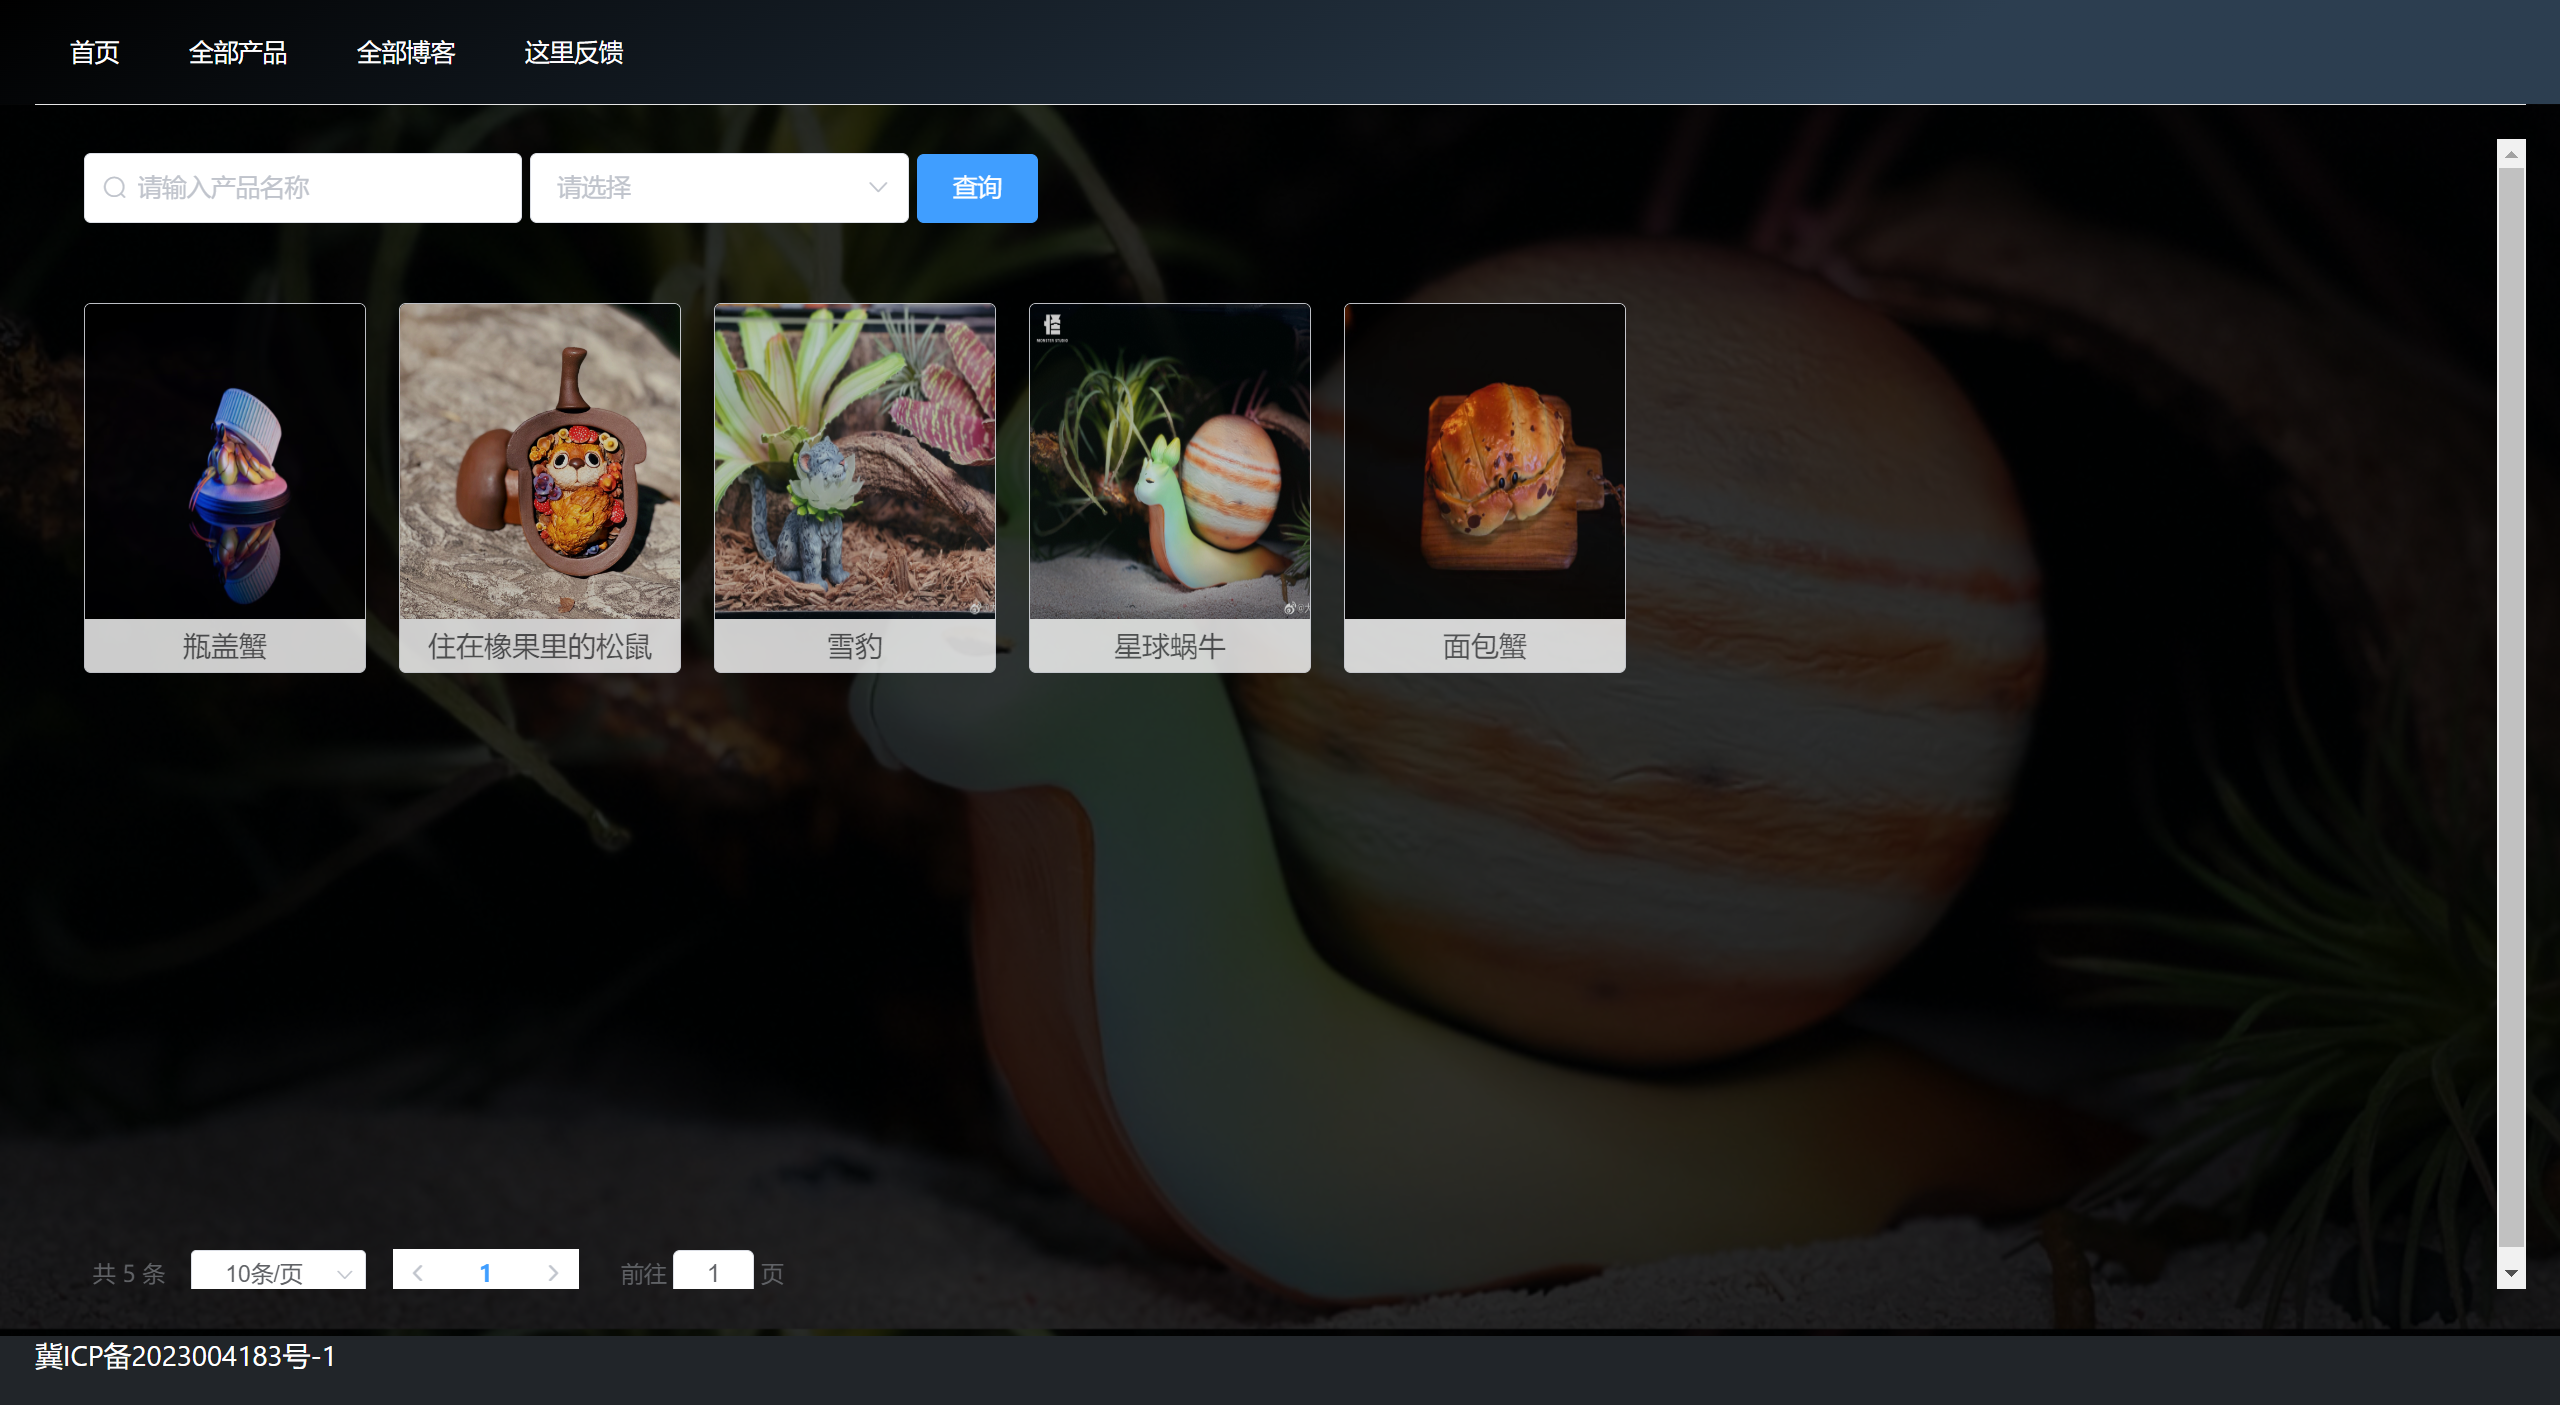 首页 全部产品 全部博客 这里反馈
请输入产品名称 请选择 查询
怪
MONSTER STUDIO
瓶盖蟹 住在橡果里的松鼠 雪豹 星球蜗牛 面包蟹
共 5 条 10条/页 1 前往 1 页
冀ICP备2023004183号-1